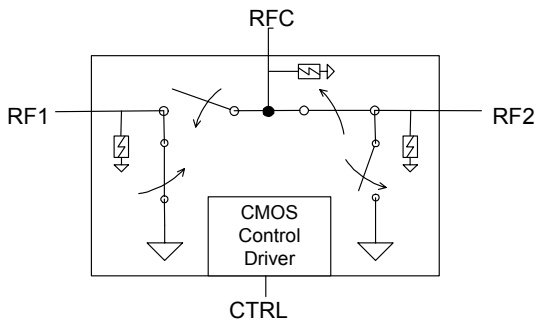 RFC
RF1
RF2
CMOS
Control
Driver
CTRL